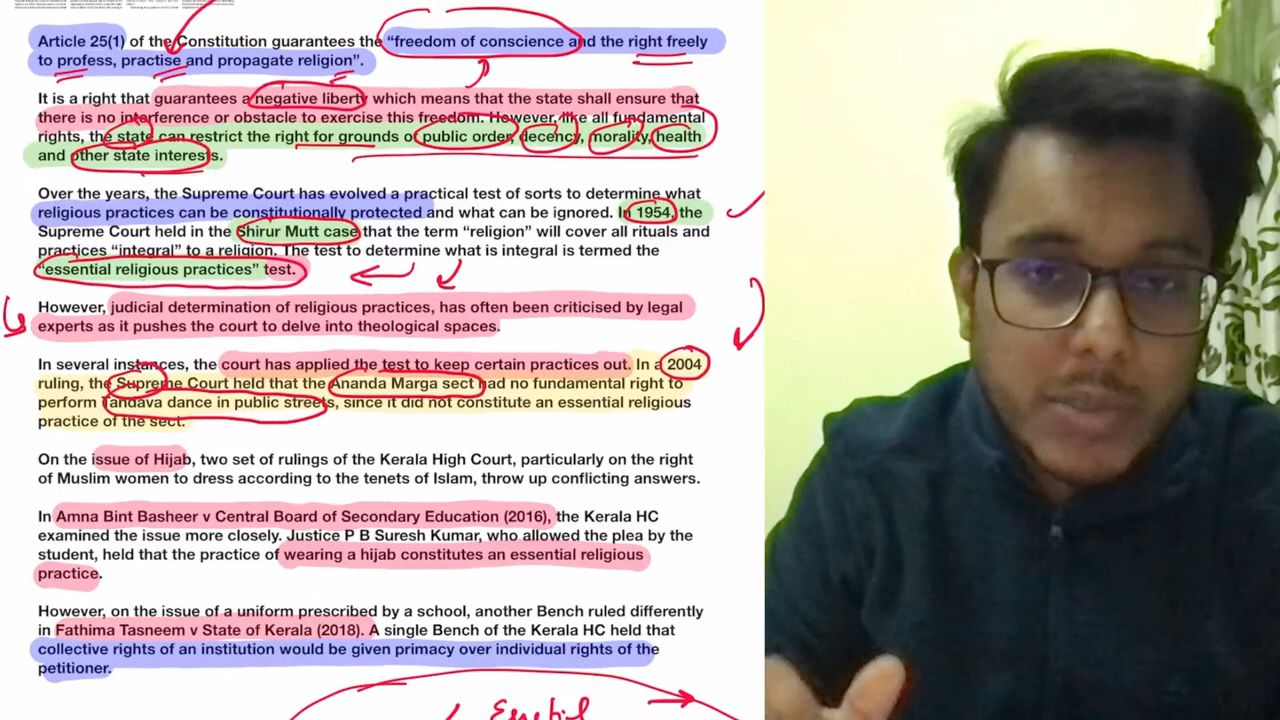 Article 25(1) of the Constitution guarantees the “freedom of conscience and the right freely
to profess, practise and propagate religion”.
It is a right that guarantees a negative liberty which means that the state shall ensure that
there is no interference or obstacle to exercise this freedom. However, like all fundamental
rights, the state can restrict the right for grounds of public order, decency, morality, health
and other state interests.
Over the years, the Supreme Court has evolved a practical test of sorts to determine what
religious practices can be constitutionally protected and what can be ignored. In 1954, the
Supreme Court held in the Shirur Mutt case that the term “religion” will cover all rituals and
practices “integral” to a religion. The test to determine what is integral is termed the
“essential religious practices” test.
However, judicial determination of religious practices, has often been criticised by legal
experts as it pushes the court to delve into theological spaces.
In several instances, the court has applied the test to keep certain practices out. In a 2004
ruling, the Supreme Court held that the Ananda Marga sect had no fundamental right to
perform Tandava dance in public streets, since it did not constitute an essential religious
practice of the sect.
On the issue of Hijab, two set of rulings of the Kerala High Court, particularly on the right
of Muslim women to dress according to the tenets of Islam, throw up conflicting answers.
In Amna Bint Basheer v Central Board of Secondary Education (2016), the Kerala HC
examined the issue more closely. Justice P B Suresh Kumar, who allowed the plea by the
student, held that the practice of wearing a hijab constitutes an essential religious
practice.
However, on the issue of a uniform prescribed by a school, another Bench ruled differently
in Fathima Tasneem v State of Kerala (2018). A single Bench of the Kerala HC held that
collective rights of an institution would be given primacy over individual rights of the
petitioner.